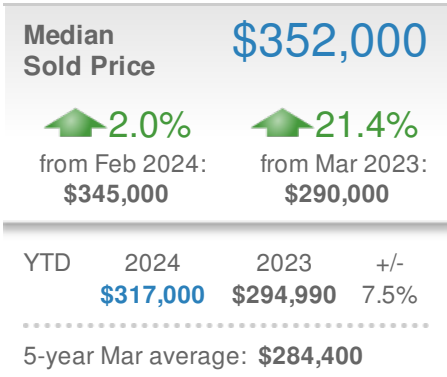 Median
Sold Price
$352,000
2.0%
from Feb 2024:
$345,000
21.4%
from Mar 2023:
$290,000
YTD 2024 2023 +/-
$317,000 $294,990 7.5%
5-year Mar average: $284,400